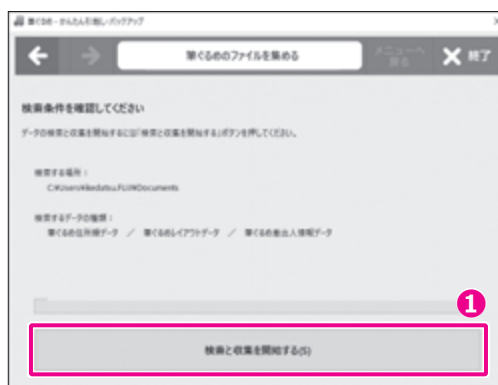 筆ぐるめ - かんたん引越し・バックアップ
筆ぐるめのファイルを集める
メニューへ
戻る
終了
検索条件を確認してください
データの検索と収集を開始するには「検索と収集を開始する」ボタンを押してください。
検索する場所：
C:¥Users¥ikedatsu.FUJI¥Documents
検索するデータの種類：
筆ぐるめ住所録データ ／ 筆ぐるめレイアウトデータ ／ 筆ぐるめ差出人情報データ
1
検索と収集を開始する(S)